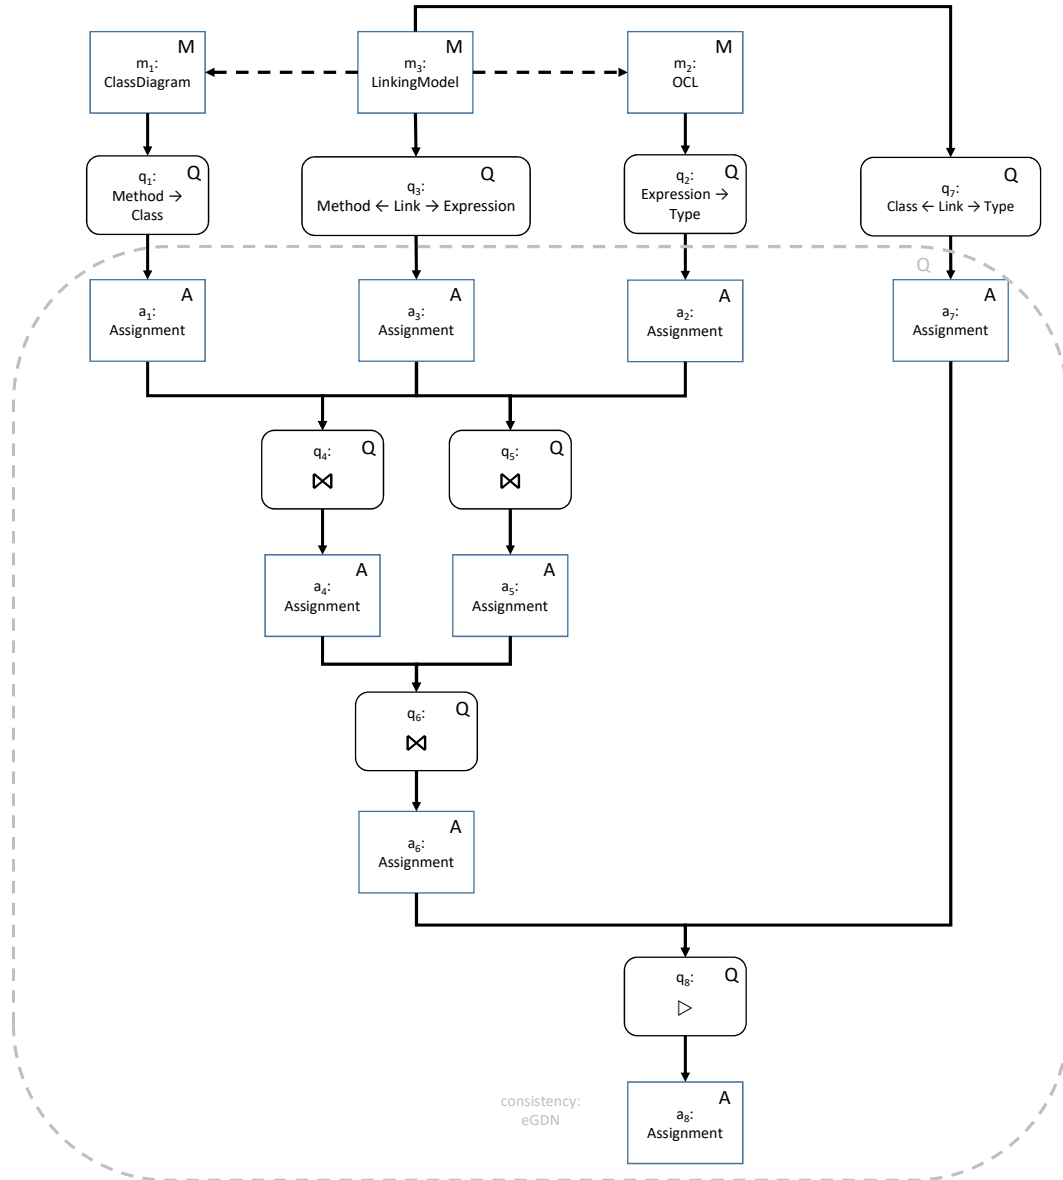 M
m₁:
ClassDiagram
M
m₃:
LinkingModel
M
m₂:
OCL
Q
q₁:
Method →
Class
Q
q₃:
Method ← Link → Expression
Q
q₂:
Expression →
Type
Q
q₇:
Class ← Link → Type
Q
A
a₁:
Assignment
A
a₃:
Assignment
A
a₂:
Assignment
A
a₇:
Assignment
Q
q₄:
⋈
Q
q₅:
⋈
A
a₄:
Assignment
A
a₅:
Assignment
Q
q₆:
⋈
A
a₆:
Assignment
Q
q₈:
▷
A
a₈:
Assignment
consistency:
eGDN